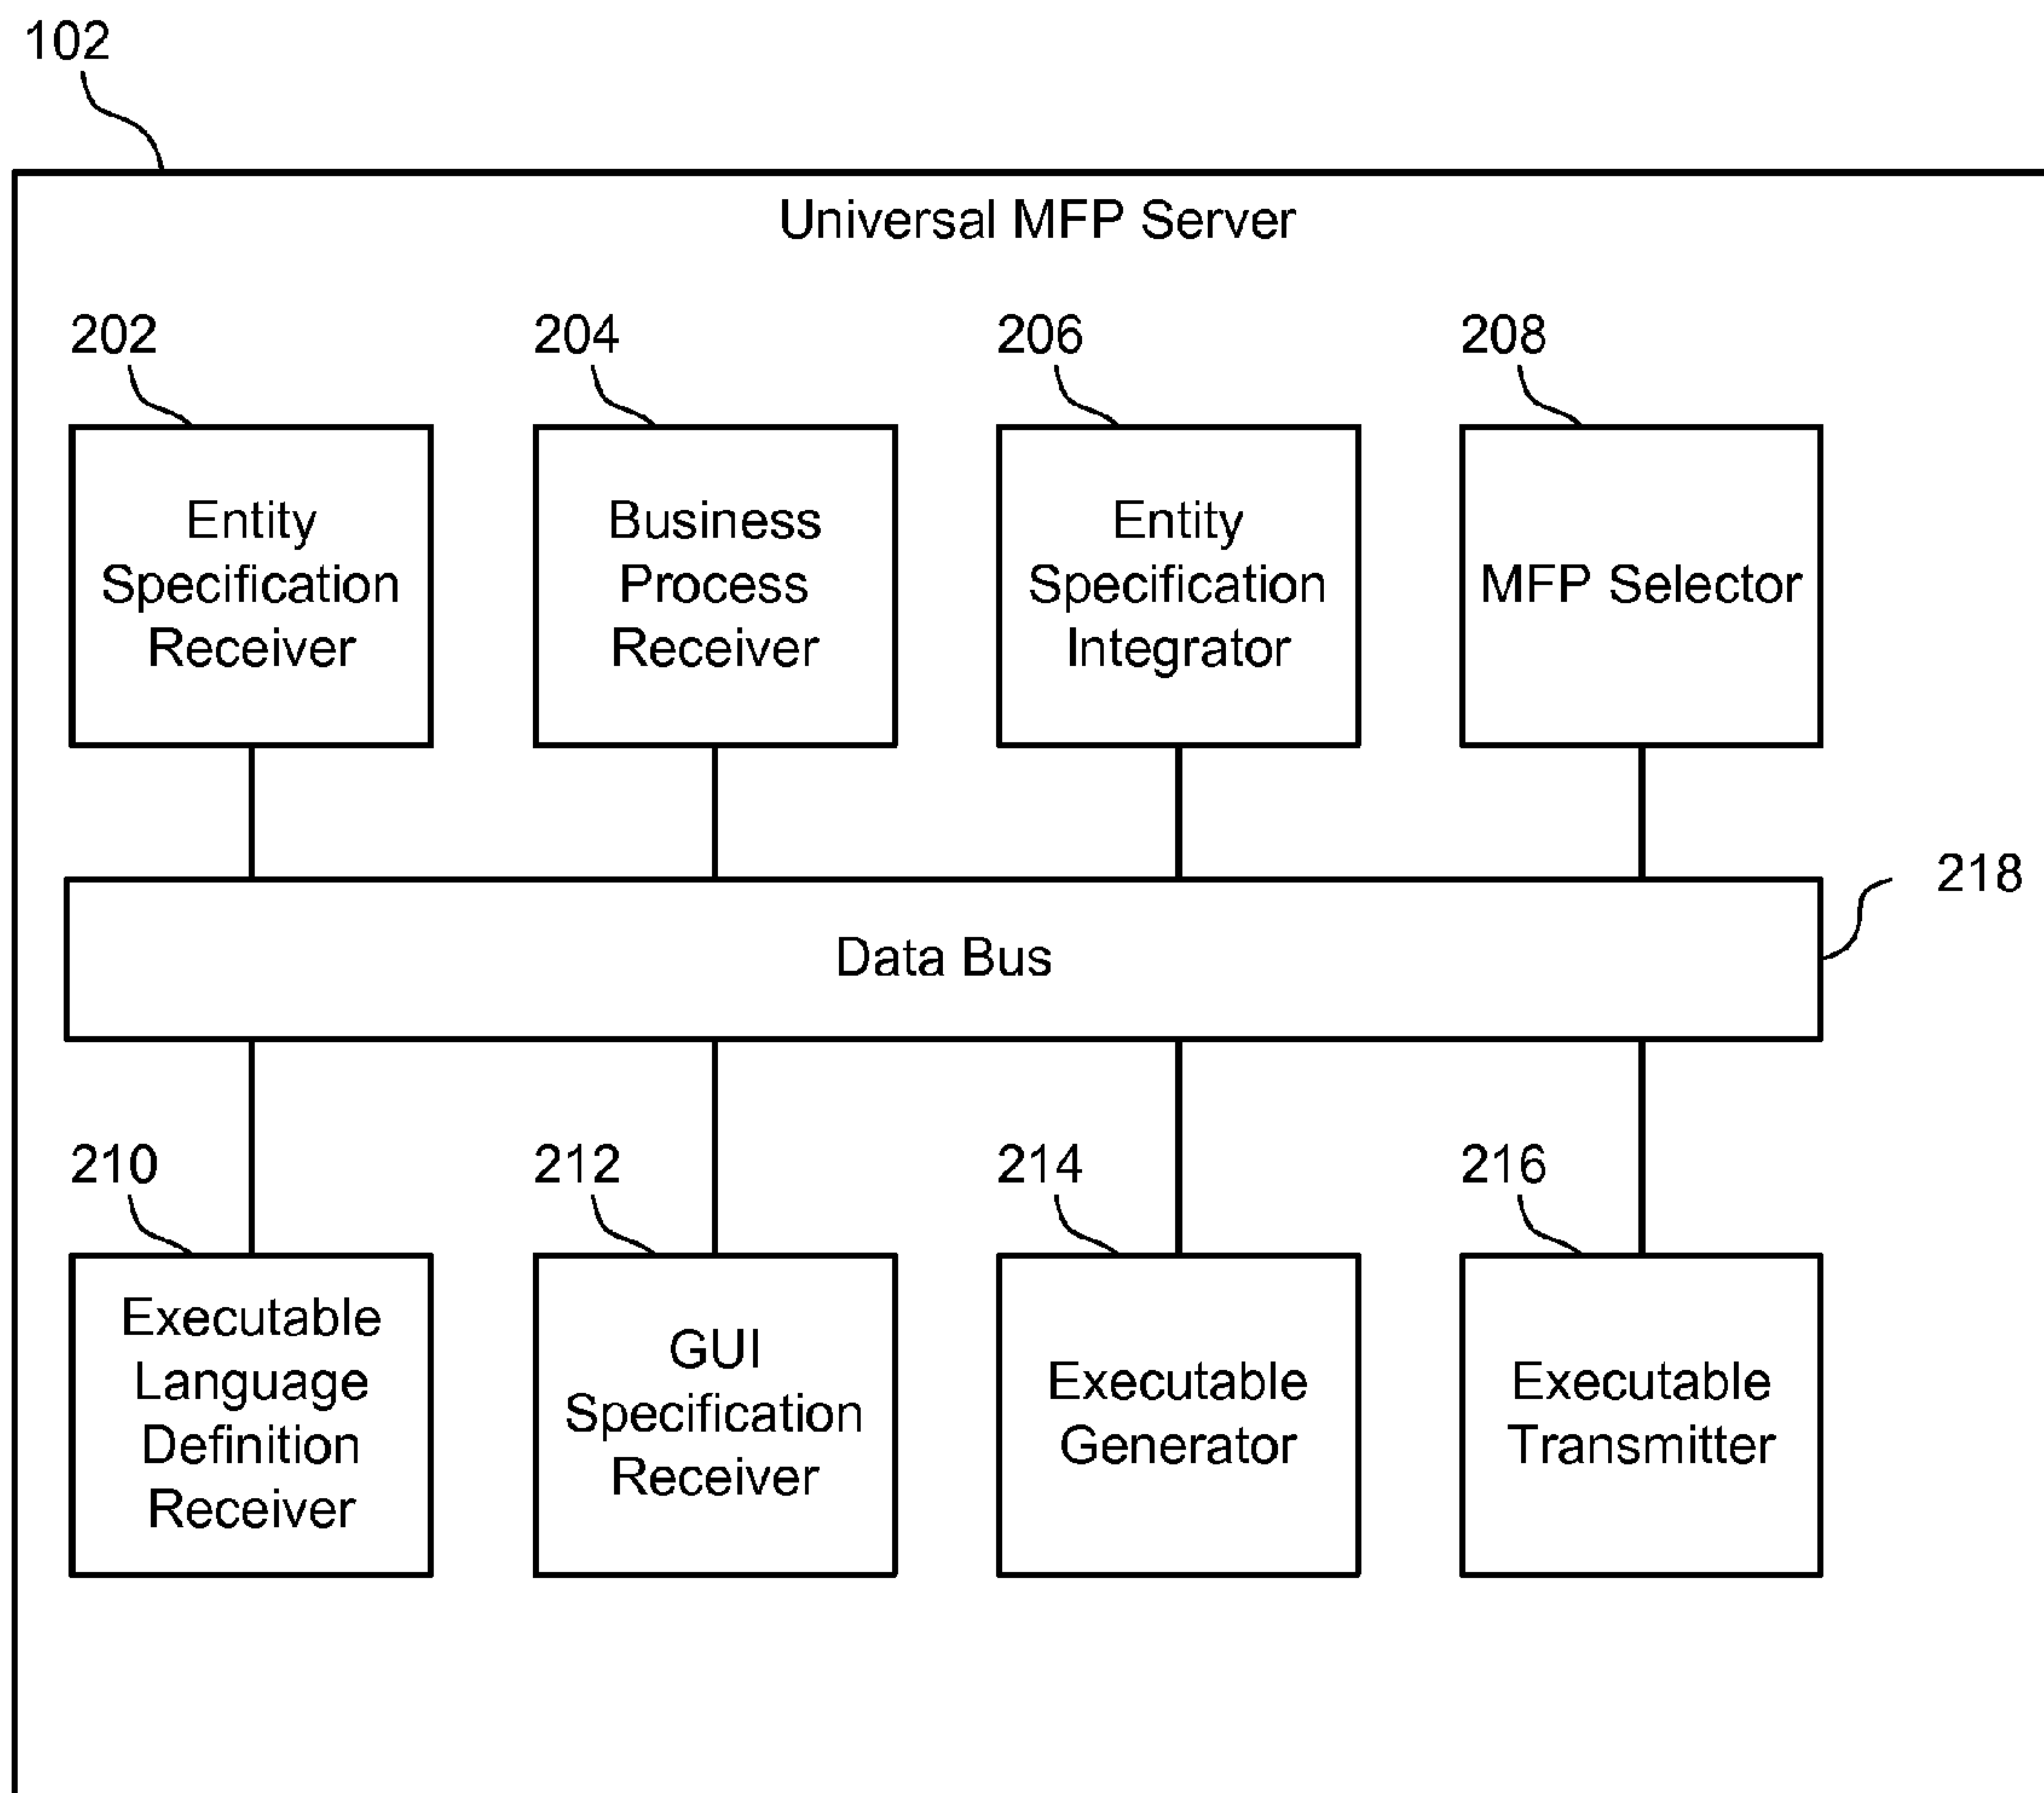 102
Universal MFP Server
202
204
206
208
Entity
Specification
Receiver
Business
Process
Receiver
Entity
Specification
Integrator
MFP Selector
218
Data Bus
210
212
214
216
Executable
Language
Definition
Receiver
GUI
Specification
Receiver
Executable
Generator
Executable
Transmitter